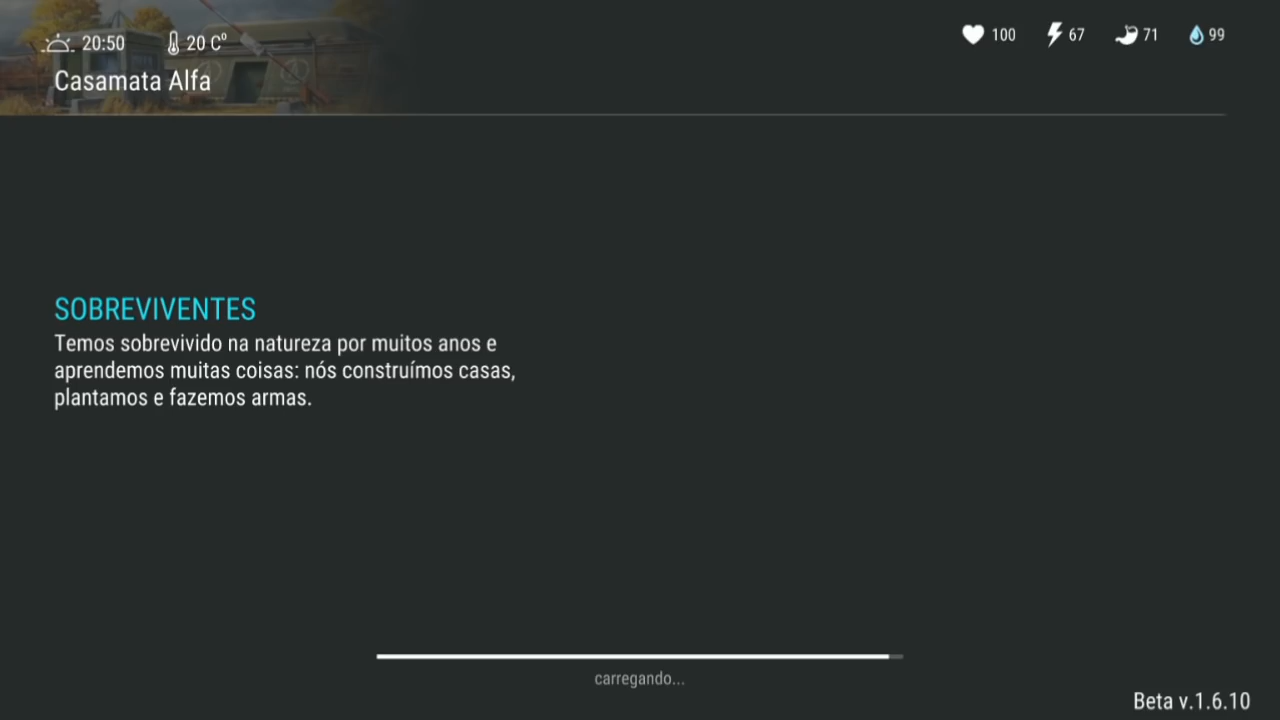 20:50 20 Cº
100 67 71 99
Casamata Alfa
SOBREVIVENTES
Temos sobrevivido na natureza por muitos anos e
aprendemos muitas coisas: nós construímos casas,
plantamos e fazemos armas.
carregando...
Beta v.1.6.10